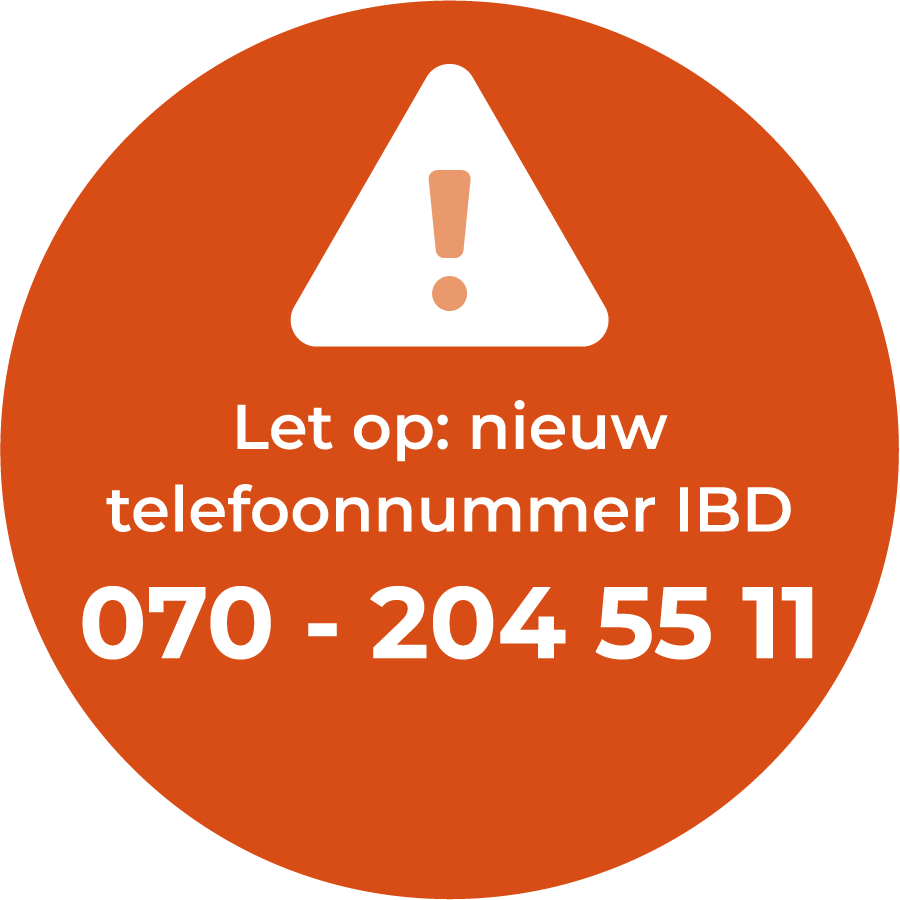 Let op: nieuw
telefoonnummer IBD
070 - 204 55 11